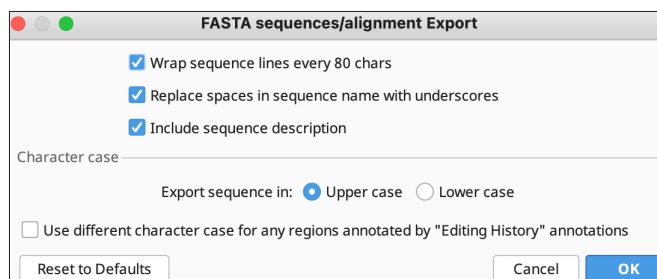 FASTA sequences/alignment Export
Wrap sequence lines every 80 chars
Replace spaces in sequence name with underscores
Include sequence description
Character case
Export sequence in: Upper case Lower case
Use different character case for any regions annotated by "Editing History" annotations
Reset to Defaults Cancel OK